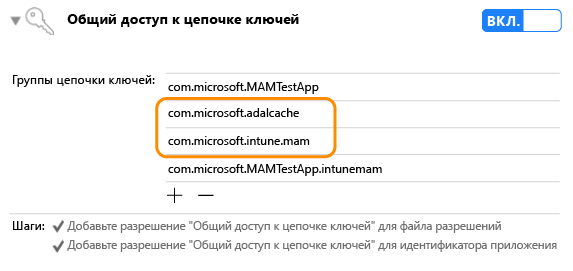 Общий доступ к цепочке ключей
ВКЛ.
Группы цепочки ключей:
com.microsoft.MAMTestApp
com.microsoft.adalcache
com.microsoft.intune.mam
com.microsoft.MAMTestApp.intunemam
+ −
Шаги: ✓ Добавьте разрешение "Общий доступ к цепочке ключей" для файла разрешений
✓ Добавьте разрешение "Общий доступ к цепочке ключей" для идентификатора приложения